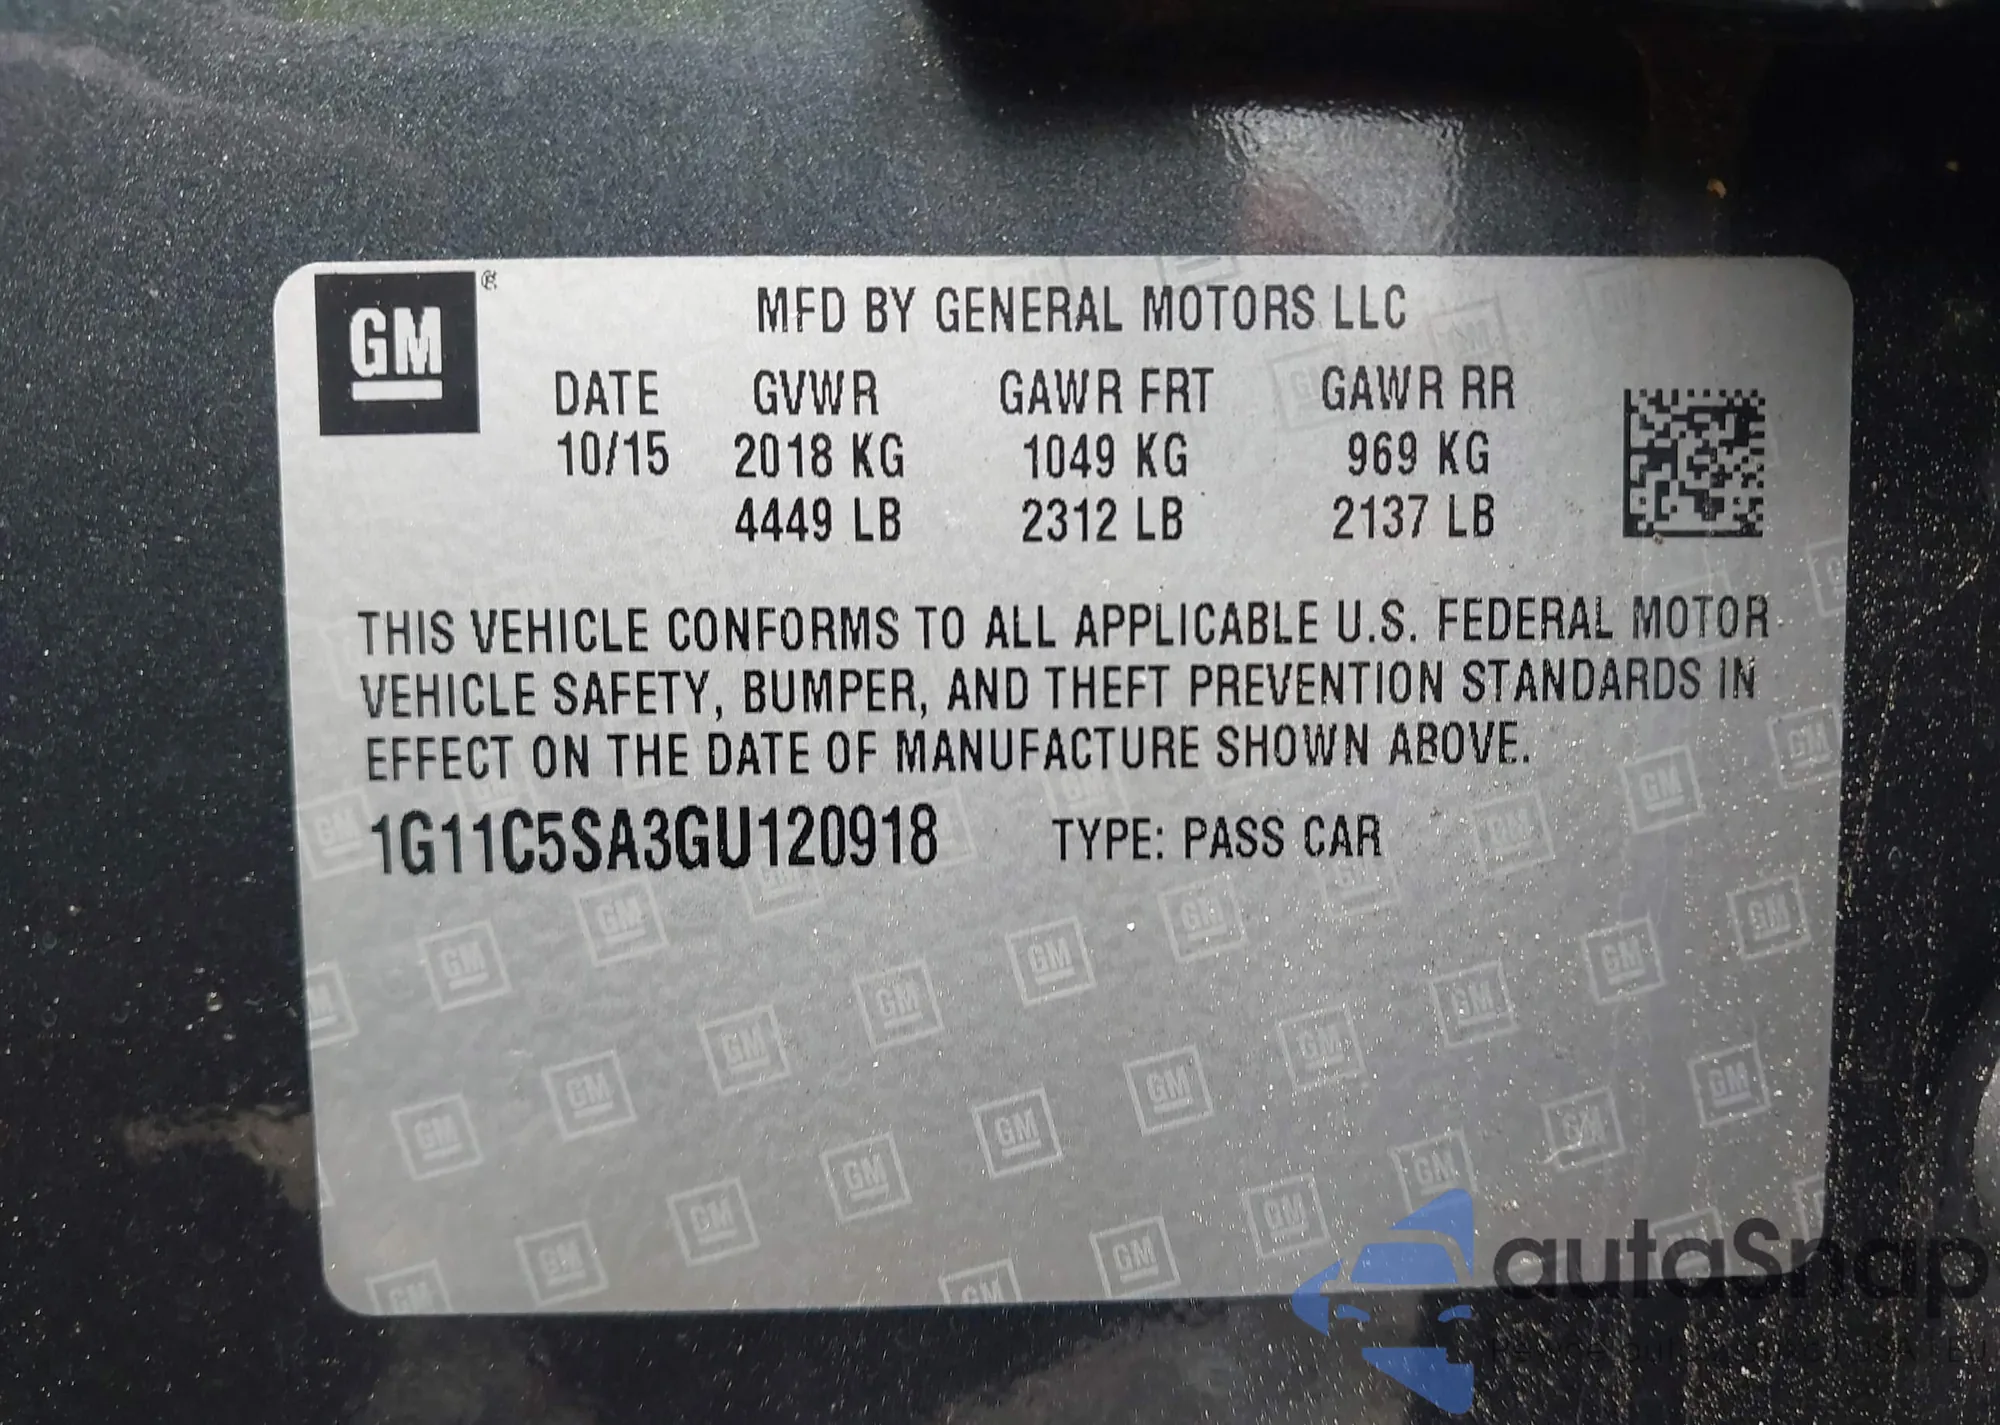 GM ®
MFD BY GENERAL MOTORS LLC
DATE GVWR GAWR FRT GAWR RR
10/15 2018 KG 1049 KG 969 KG
4449 LB 2312 LB 2137 LB
THIS VEHICLE CONFORMS TO ALL APPLICABLE U.S. FEDERAL MOTOR
VEHICLE SAFETY, BUMPER, AND THEFT PREVENTION STANDARDS IN
EFFECT ON THE DATE OF MANUFACTURE SHOWN ABOVE.
1G11C5SA3GU120918 TYPE: PASS CAR
autaSnap